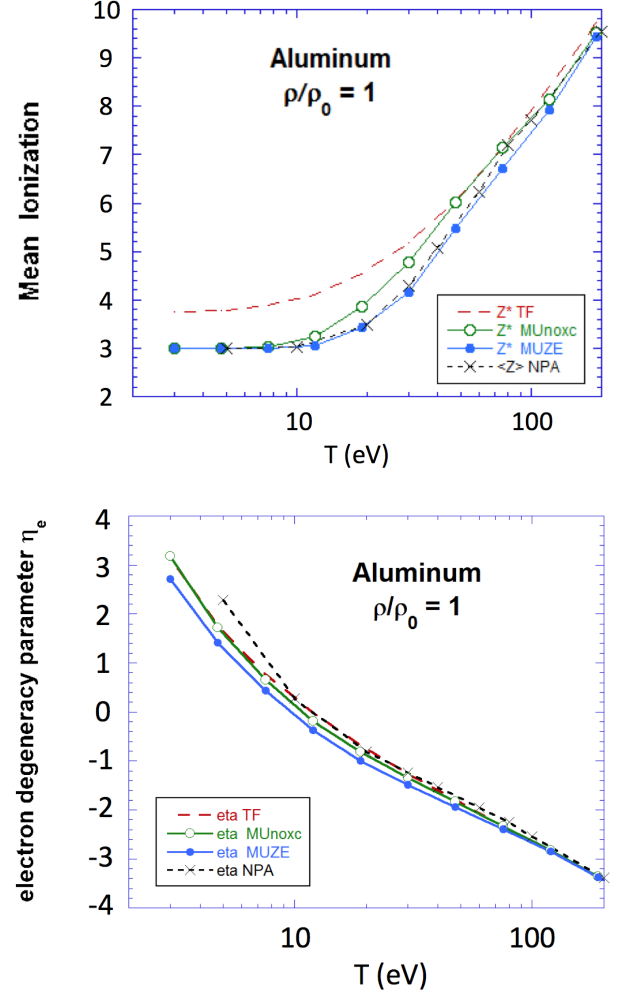 10
9
8
7
6
5
4
3
2
Mean Ionization
Aluminum
ρ/ρ₀ = 1
Z* TF
Z* MUnoxc
Z* MUZE
<Z> NPA
10
100
T (eV)
4
3
2
1
0
-1
-2
-3
-4
electron degeneracy parameter ηₑ
Aluminum
ρ/ρ₀ = 1
eta TF
eta MUnoxc
eta MUZE
eta NPA
10
100
T (eV)